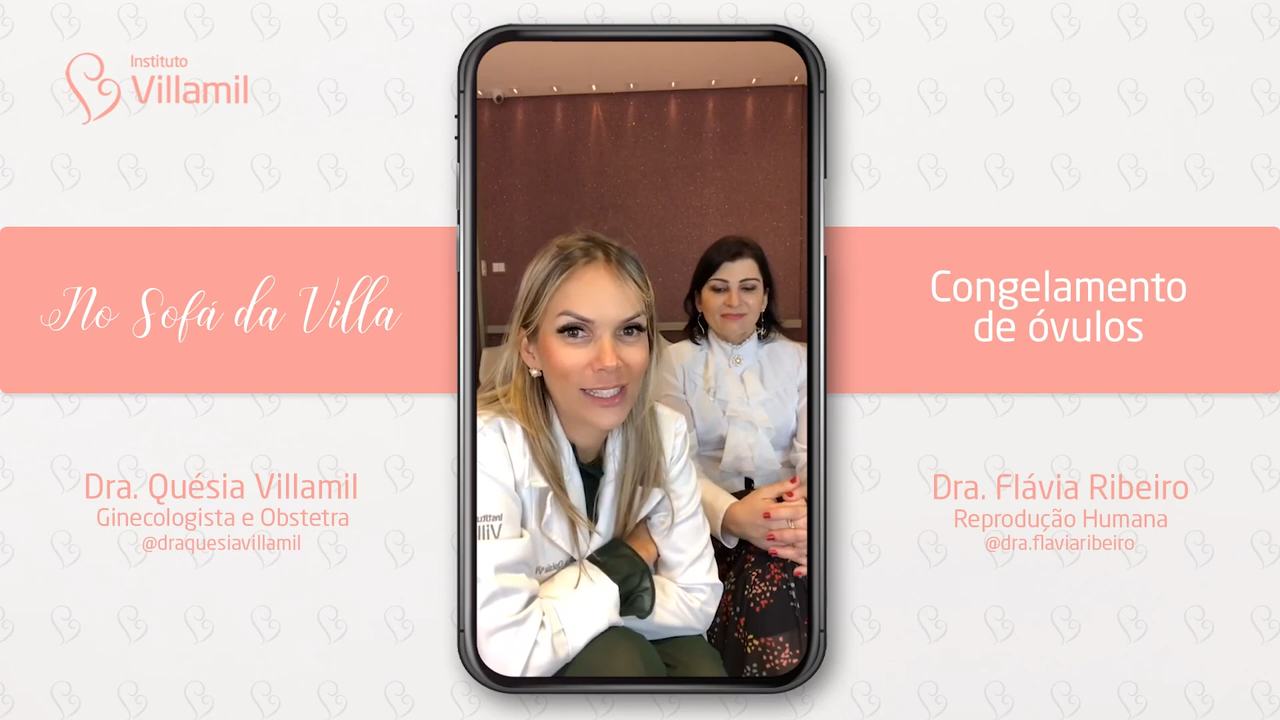 Instituto
Villamil
No Sofá da Villa
Congelamento
de óvulos
Dra. Quésia Villamil
Ginecologista e Obstetra
@draquesiavillamil
Dra. Flávia Ribeiro
Reprodução Humana
@dra.flaviaribeiro